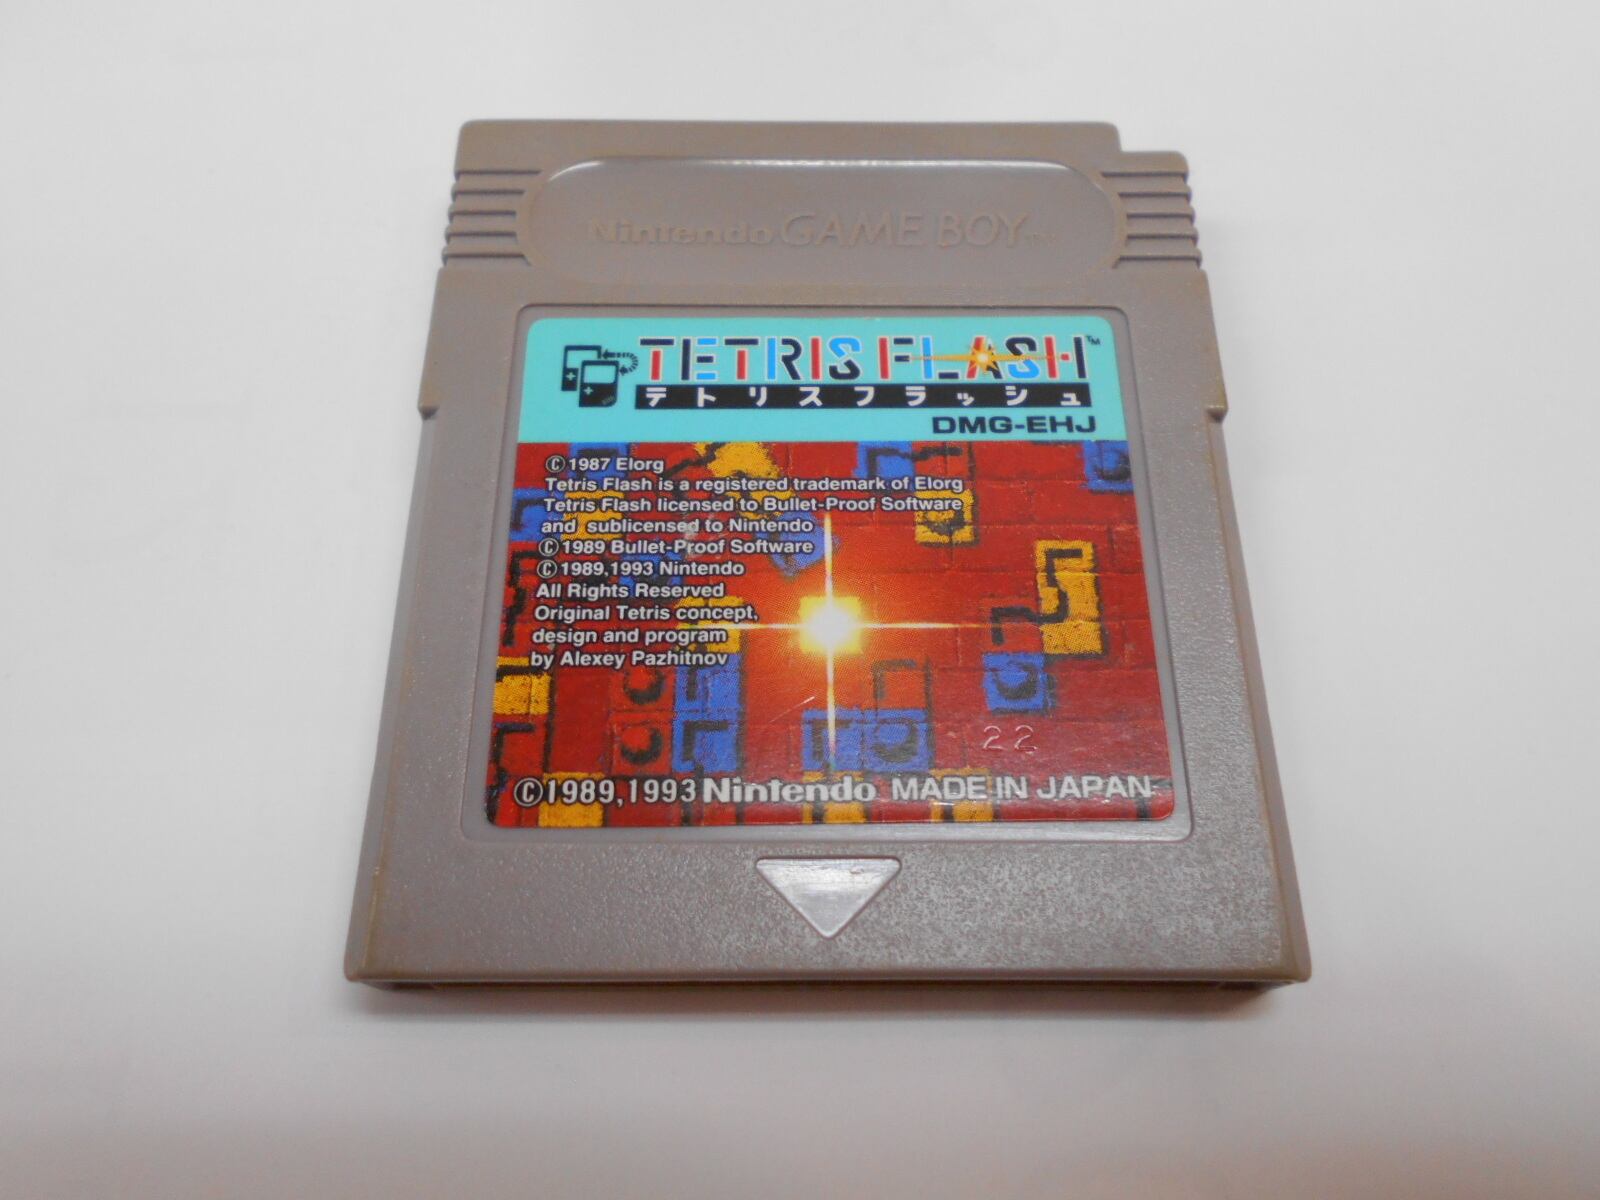 Nintendo GAME BOY™
TETRIS FLASH™
テトリスフラッシュ
DMG-EHJ
©1987 Elorg
Tetris Flash is a registered trademark of Elorg
Tetris Flash licensed to Bullet-Proof Software
and sublicensed to Nintendo
©1989 Bullet-Proof Software
©1989,1993 Nintendo
All Rights Reserved
Original Tetris concept,
design and program
by Alexey Pazhitnov
22
©1989,1993 Nintendo MADE IN JAPAN